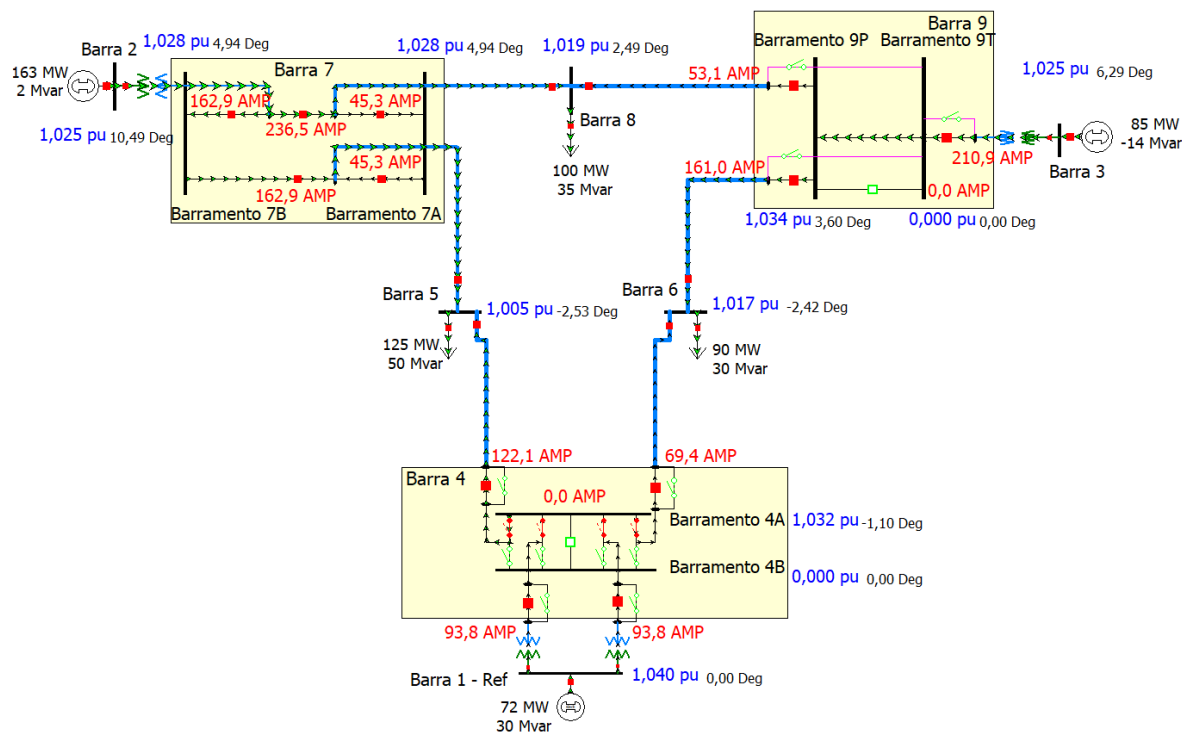 Barra 2
1,028 pu 4,94 Deg
163 MW
2 Mvar
1,025 pu 10,49 Deg
Barra 7
162,9 AMP
45,3 AMP
236,5 AMP
45,3 AMP
162,9 AMP
Barramento 7B
Barramento 7A
1,028 pu 4,94 Deg
1,019 pu 2,49 Deg
Barra 8
100 MW
35 Mvar
Barra 9
Barramento 9P
Barramento 9T
53,1 AMP
161,0 AMP
210,9 AMP
0,0 AMP
1,034 pu 3,60 Deg
0,000 pu 0,00 Deg
1,025 pu 6,29 Deg
85 MW
-14 Mvar
Barra 3
Barra 5
1,005 pu -2,53 Deg
125 MW
50 Mvar
Barra 6
1,017 pu -2,42 Deg
90 MW
30 Mvar
122,1 AMP
69,4 AMP
Barra 4
0,0 AMP
Barramento 4A
1,032 pu -1,10 Deg
Barramento 4B
0,000 pu 0,00 Deg
93,8 AMP
93,8 AMP
Barra 1 - Ref
1,040 pu 0,00 Deg
72 MW
30 Mvar